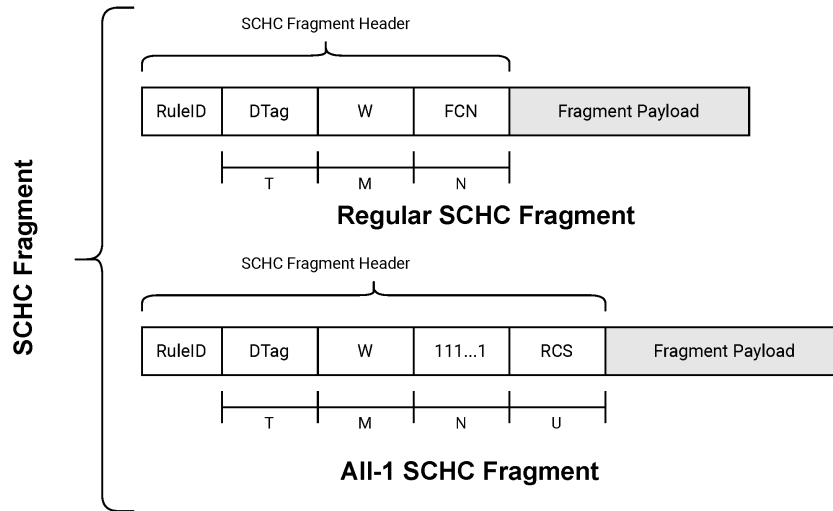 SCHC Fragment
SCHC Fragment Header
RuleID DTag W FCN Fragment Payload
T M N
Regular SCHC Fragment
SCHC Fragment Header
RuleID DTag W 111...1 RCS Fragment Payload
T M N U
All-1 SCHC Fragment